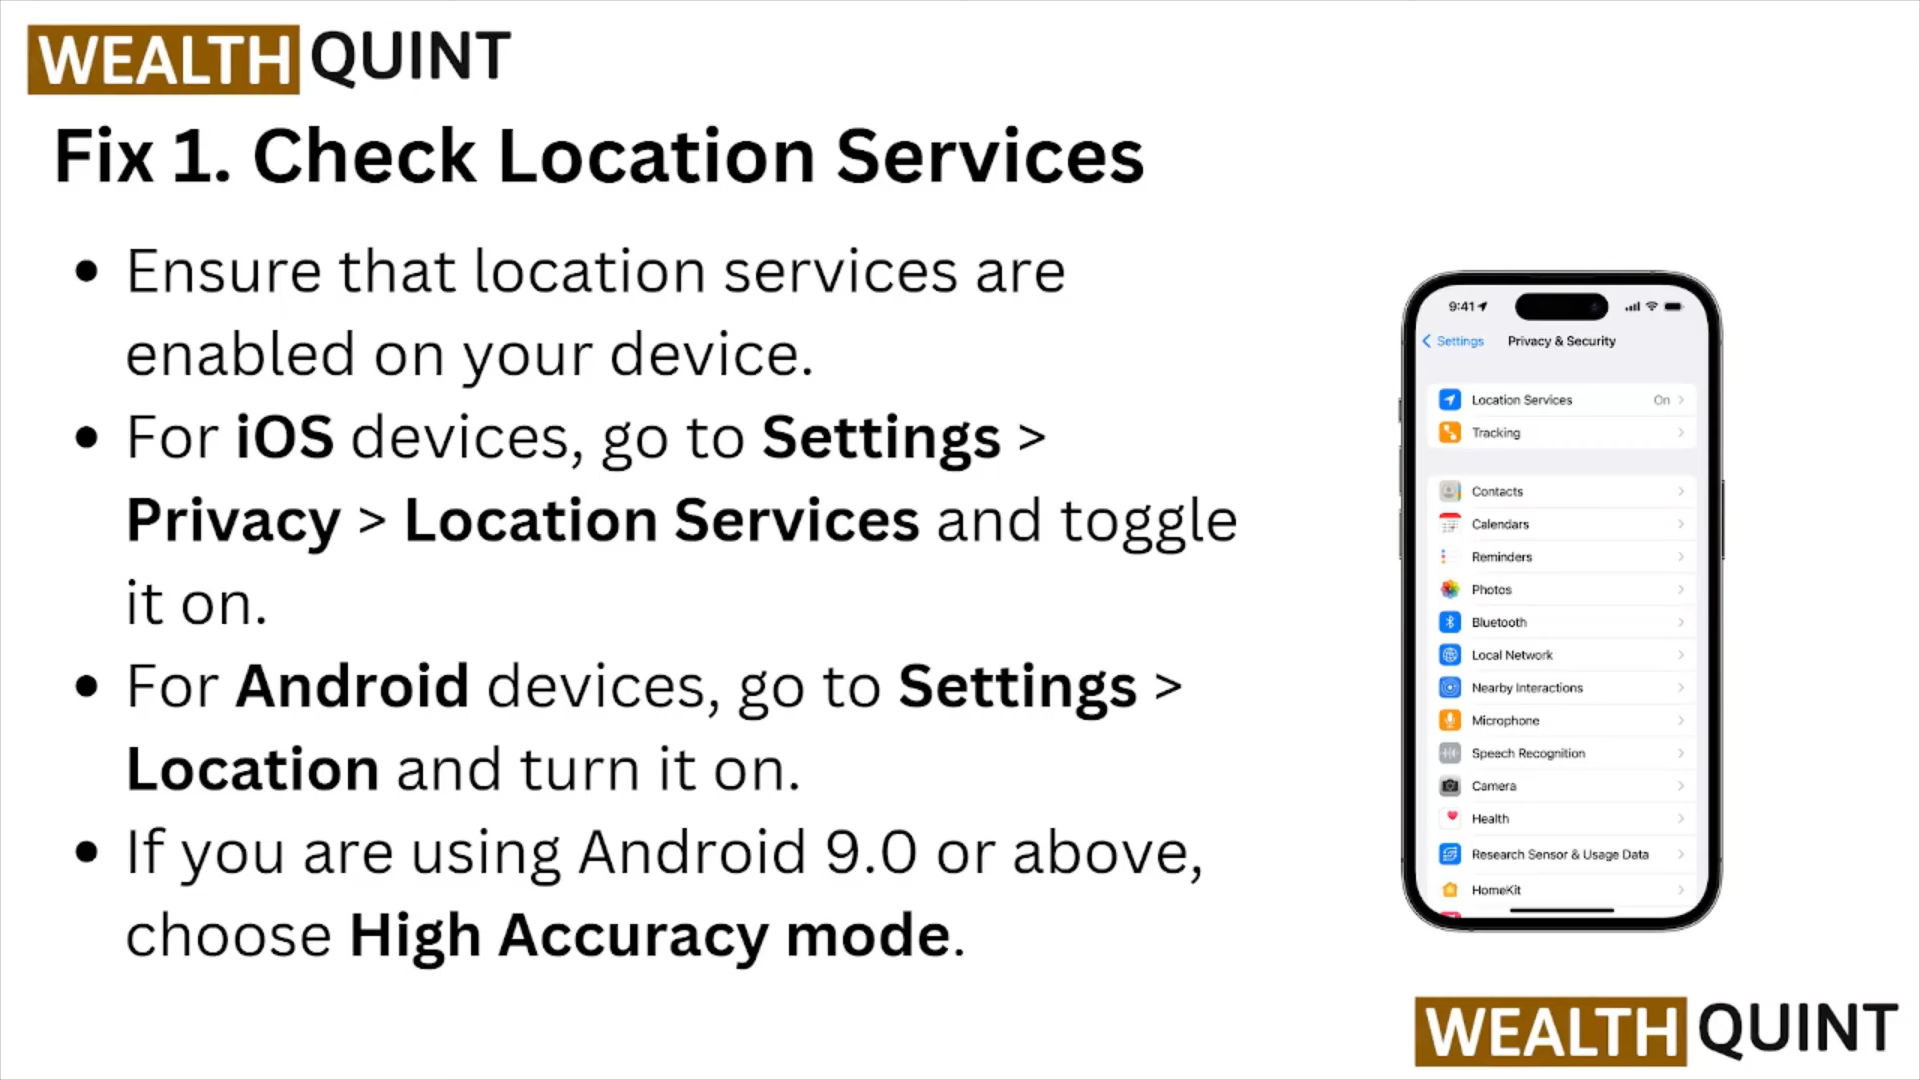 WEALTH QUINT
Fix 1. Check Location Services
• Ensure that location services are
enabled on your device.
• For iOS devices, go to Settings >
Privacy > Location Services and toggle
it on.
• For Android devices, go to Settings >
Location and turn it on.
• If you are using Android 9.0 or above,
choose High Accuracy mode.
9:41
Settings Privacy & Security
Location Services On
Tracking
Contacts
Calendars
Reminders
Photos
Bluetooth
Local Network
Nearby Interactions
Microphone
Speech Recognition
Camera
Health
Research Sensor & Usage Data
HomeKit
WEALTH QUINT